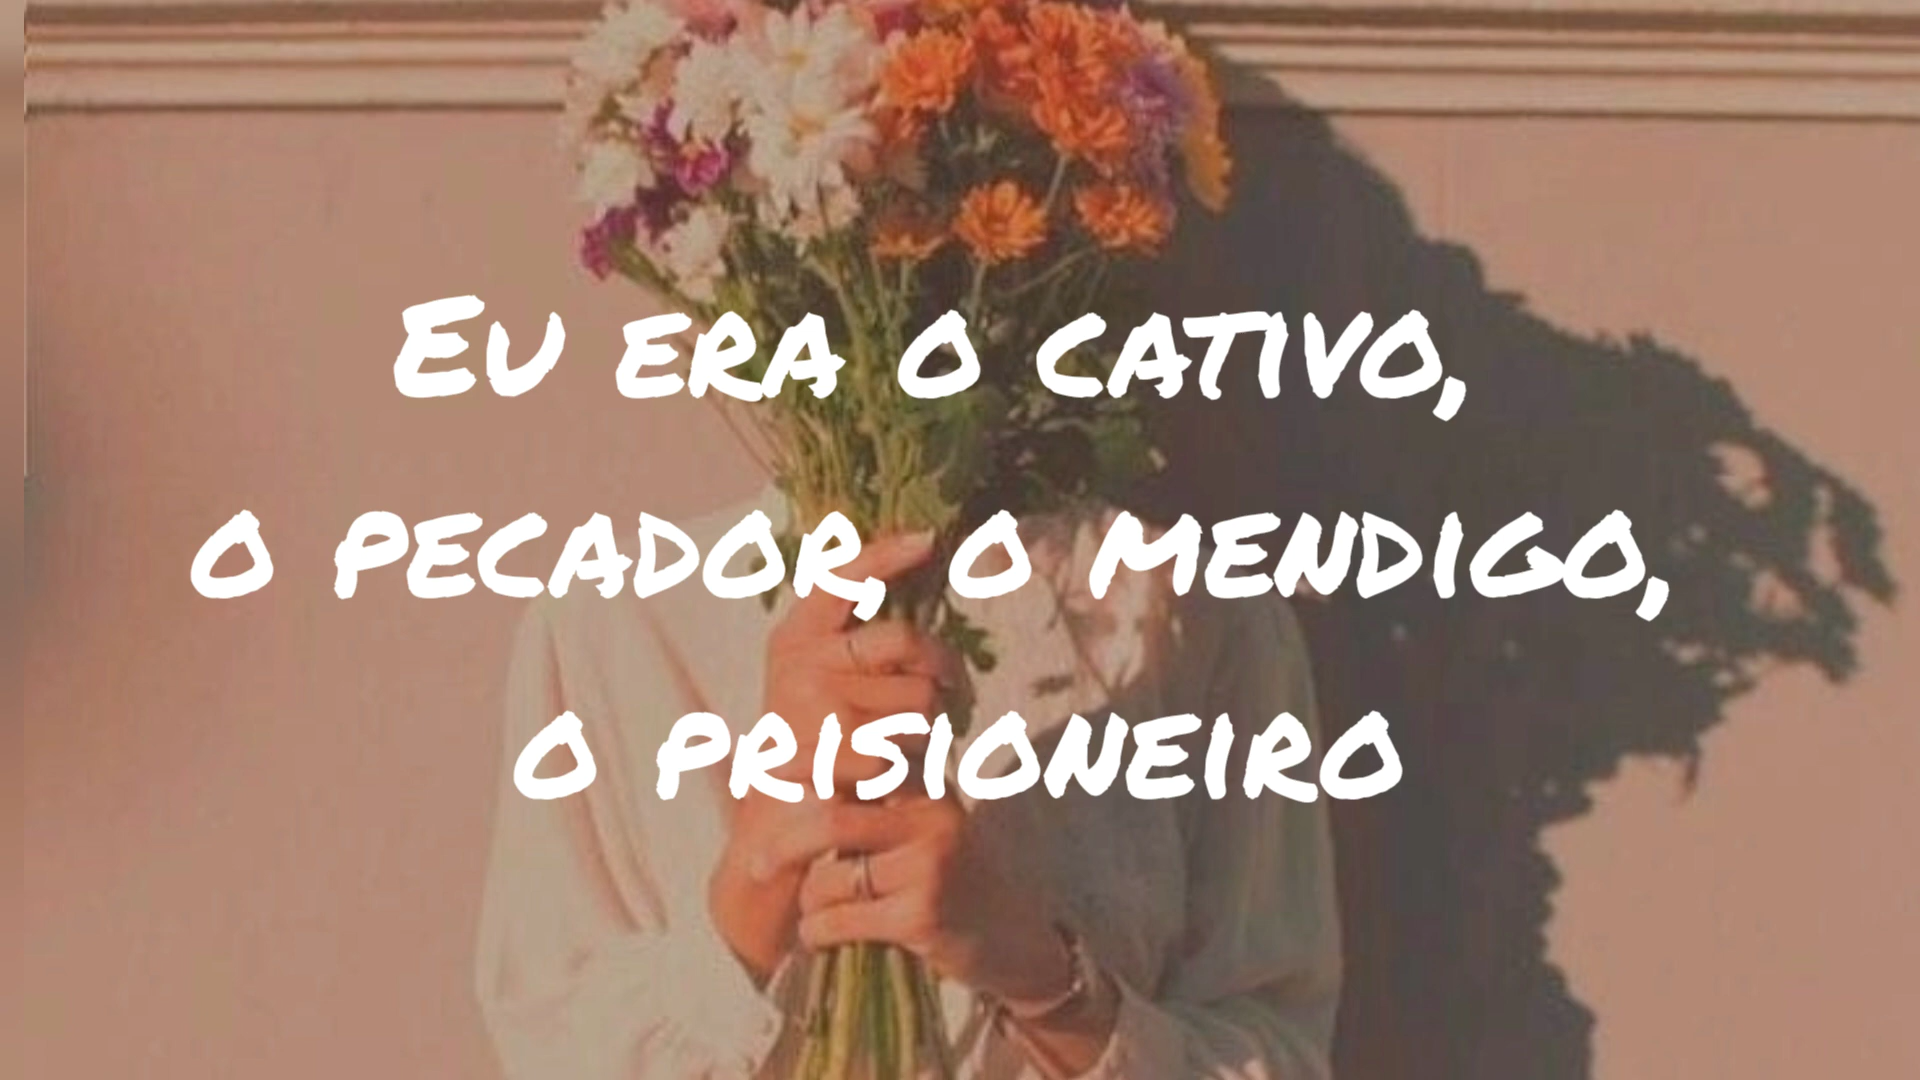 Eu era o cativo,
o pecador, o mendigo,
o prisioneiro